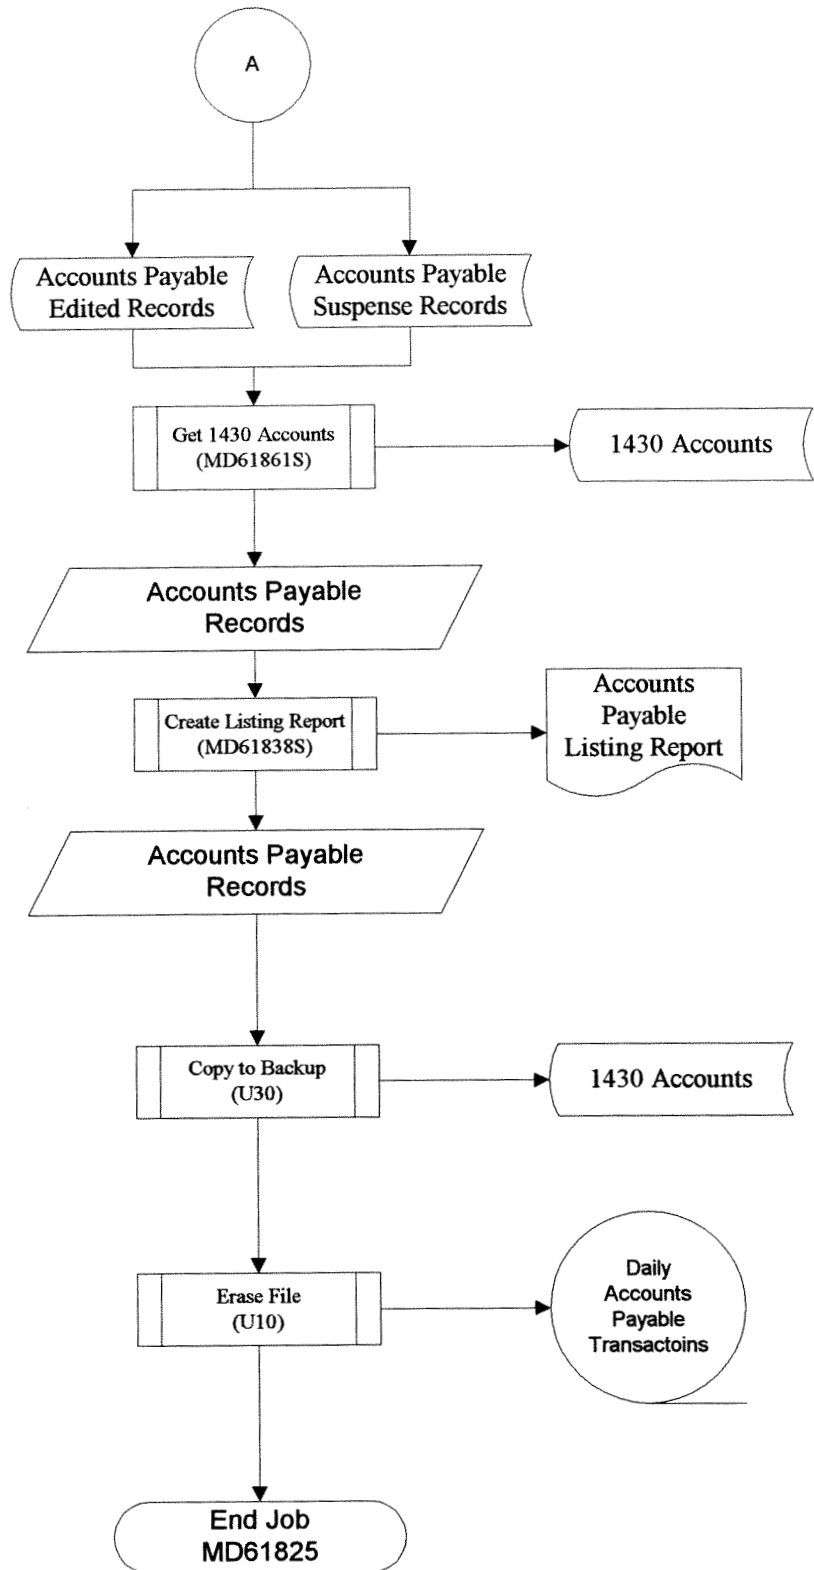 A
Accounts Payable
Edited Records
Accounts Payable
Suspense Records
Get 1430 Accounts
(MD61861S)
1430 Accounts
Accounts Payable
Records
Create Listing Report
(MD61838S)
Accounts
Payable
Listing Report
Accounts Payable
Records
Copy to Backup
(U30)
1430 Accounts
Erase File
(U10)
Daily
Accounts
Payable
Transactoins
End Job
MD61825